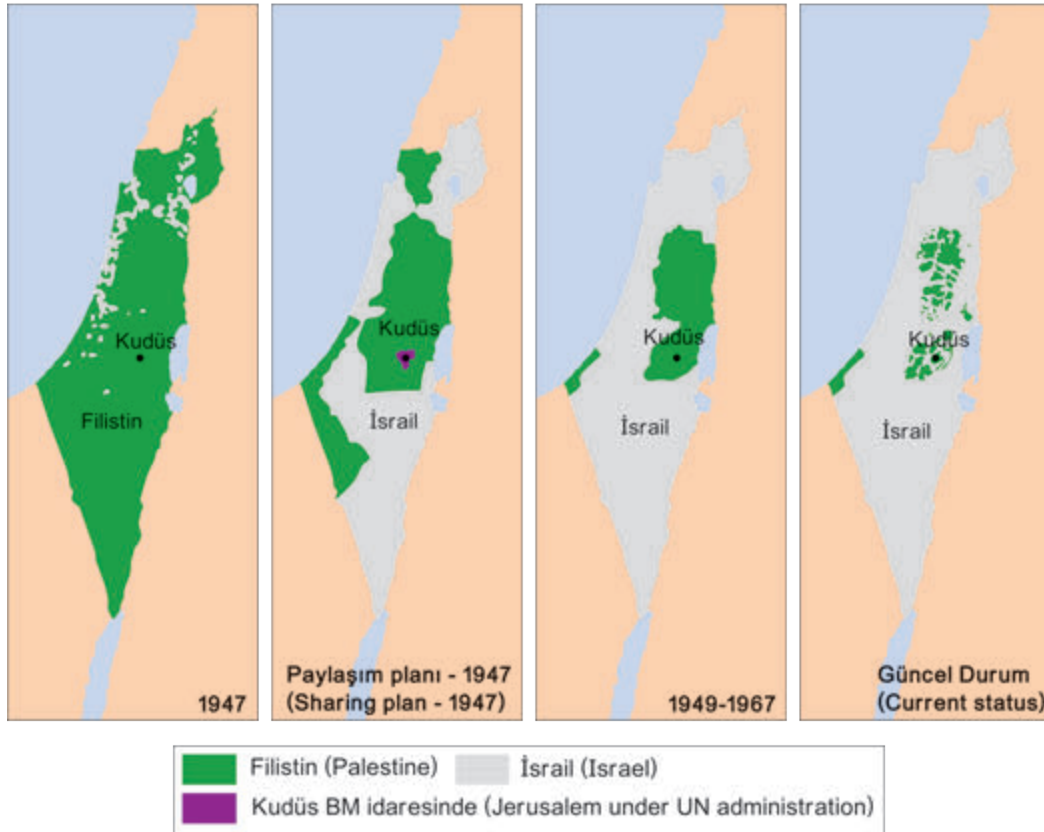 Kudüs
Filistin
1947
Kudüs
İsrail
Paylaşım planı - 1947
(Sharing plan - 1947)
Kudüs
İsrail
1949-1967
Kudüs
İsrail
Güncel Durum
(Current status)
Filistin (Palestine)
İsrail (Israel)
Kudüs BM idaresinde (Jerusalem under UN administration)